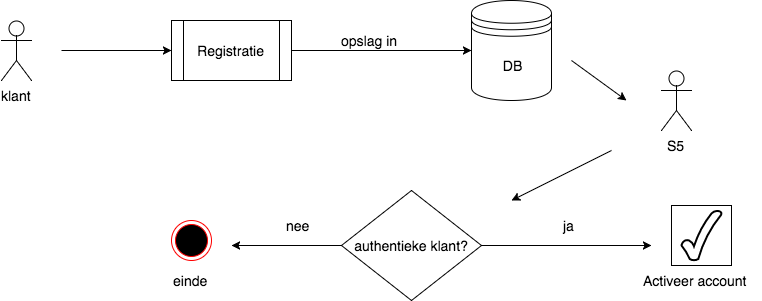 klant
Registratie
opslag in
DB
S5
authentieke klant?
nee
ja
einde
Activeer account